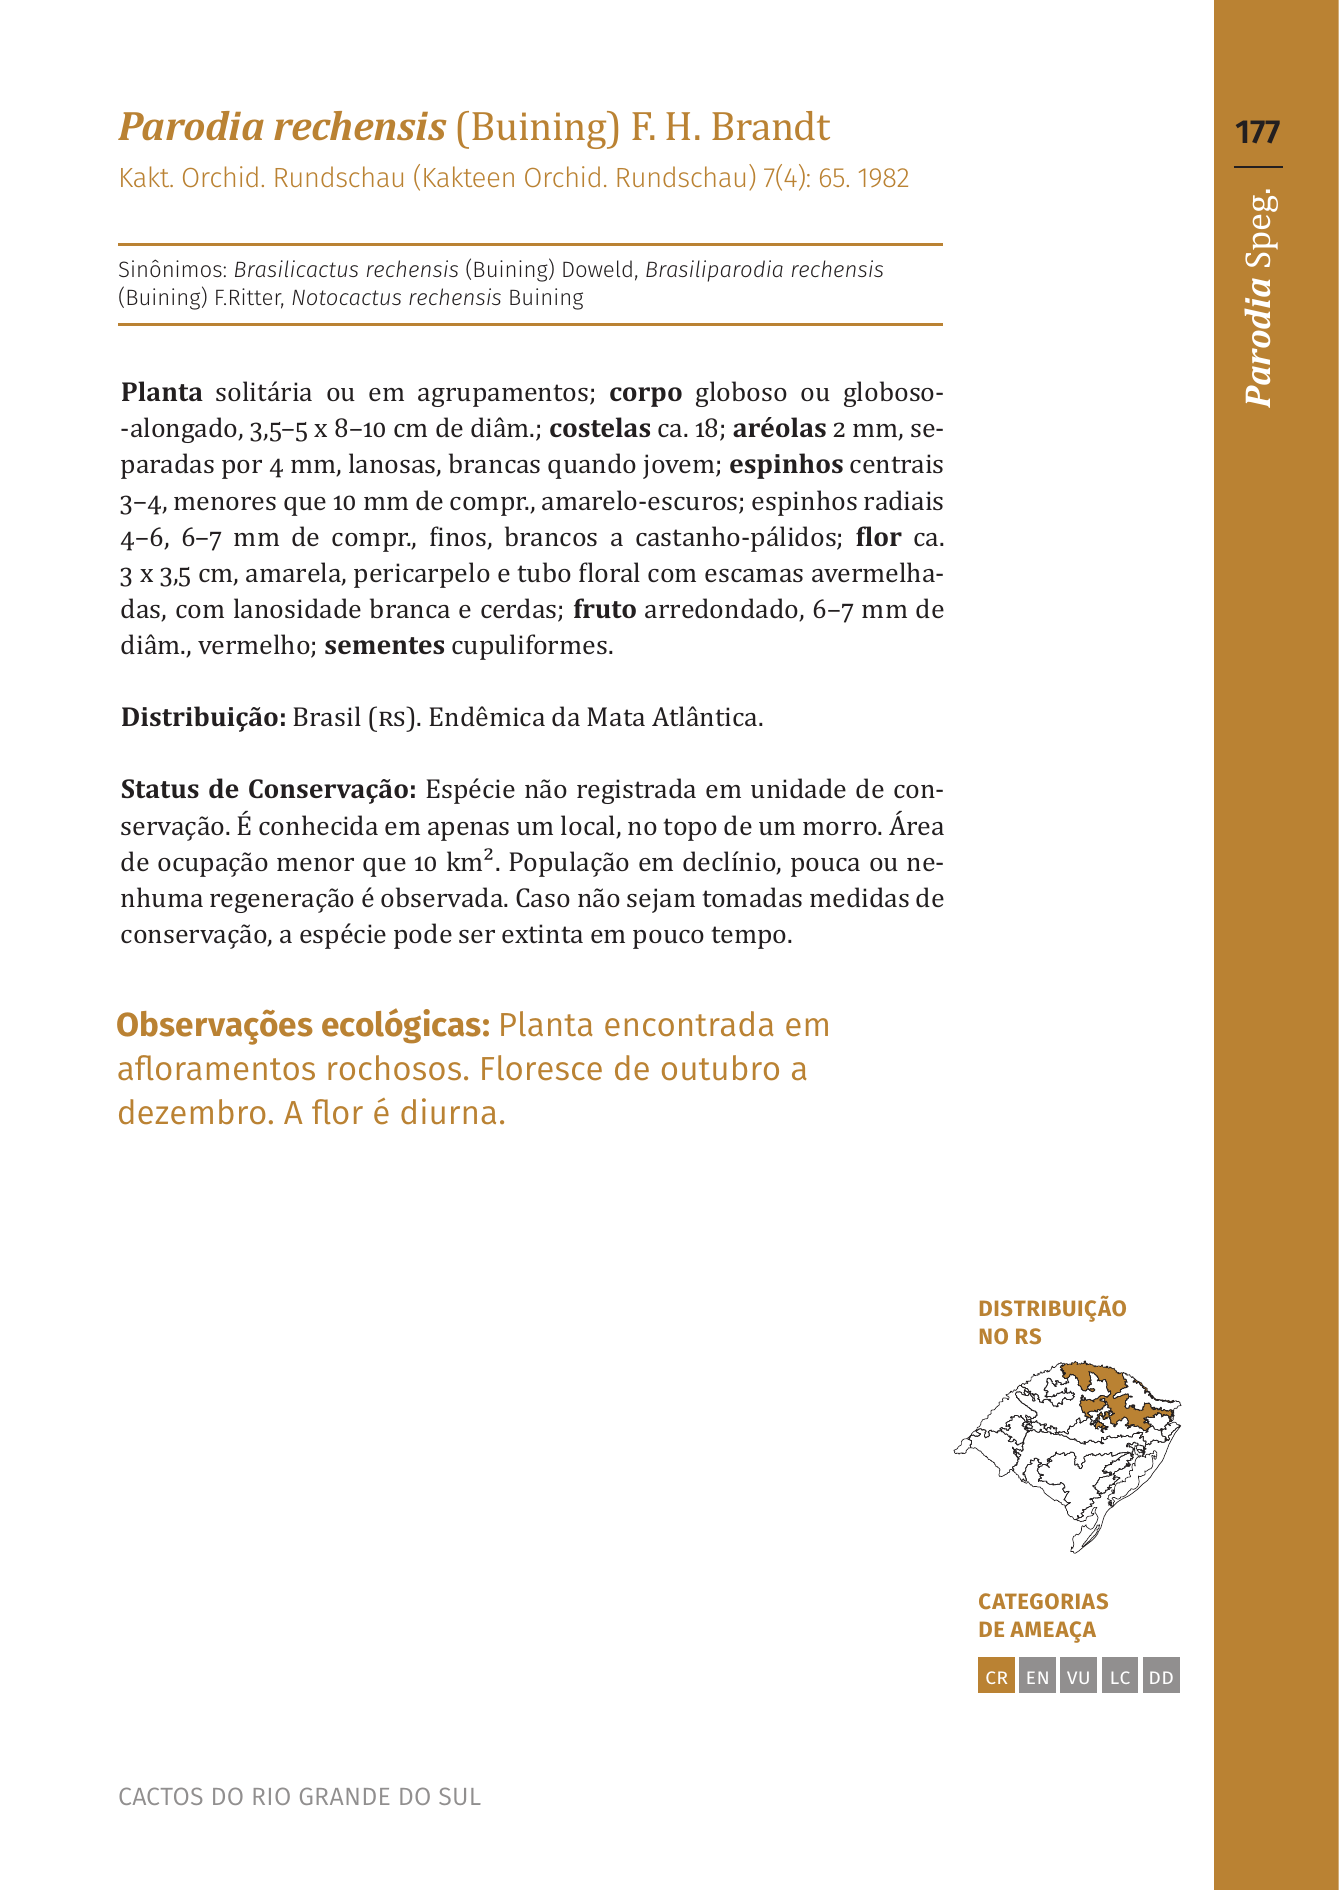 Parodia rechensis (Buining) F. H. Brandt
Kakt. Orchid. Rundschau (Kakteen Orchid. Rundschau) 7(4): 65. 1982
Sinônimos: Brasilicactus rechensis (Buining) Doweld, Brasiliparodia rechensis
(Buining) F.Ritter, Notocactus rechensis Buining
Planta solitária ou em agrupamentos; corpo globoso ou globoso-
-alongado, 3,5–5 x 8–10 cm de diâm.; costelas ca. 18; aréolas 2 mm, se-
paradas por 4 mm, lanosas, brancas quando jovem; espinhos centrais
3–4, menores que 10 mm de compr., amarelo-escuros; espinhos radiais
4–6, 6–7 mm de compr., finos, brancos a castanho-pálidos; flor ca.
3 x 3,5 cm, amarela, pericarpelo e tubo floral com escamas avermelha-
das, com lanosidade branca e cerdas; fruto arredondado, 6–7 mm de
diâm., vermelho; sementes cupuliformes.
Distribuição: Brasil (RS). Endêmica da Mata Atlântica.
Status de Conservação: Espécie não registrada em unidade de con-
servação. É conhecida em apenas um local, no topo de um morro. Área
de ocupação menor que 10 km². População em declínio, pouca ou ne-
nhuma regeneração é observada. Caso não sejam tomadas medidas de
conservação, a espécie pode ser extinta em pouco tempo.
Observações ecológicas: Planta encontrada em
afloramentos rochosos. Floresce de outubro a
dezembro. A flor é diurna.
DISTRIBUIÇÃO
NO RS
CATEGORIAS
DE AMEAÇA
CR EN VU LC DD
CACTOS DO RIO GRANDE DO SUL
177
Parodia Speg.